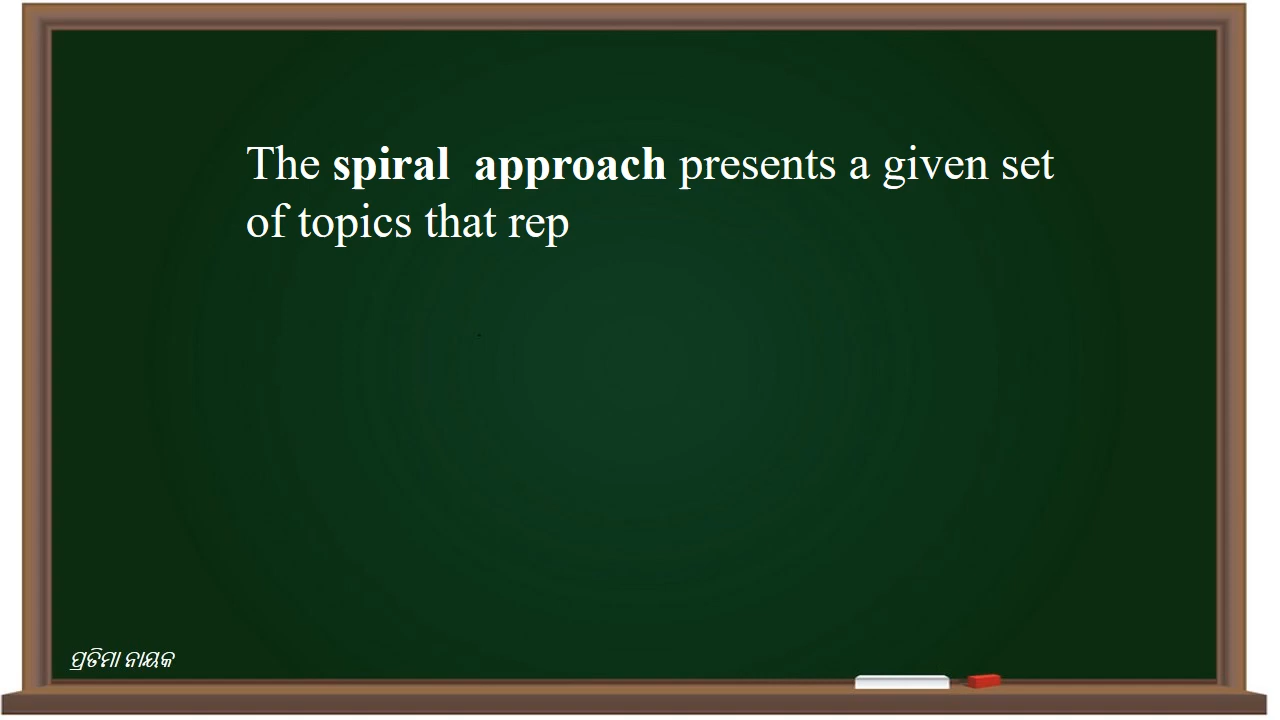 The spiral  approach presents a given set
of topics that rep
ପ୍ରତିମା ନାୟକ